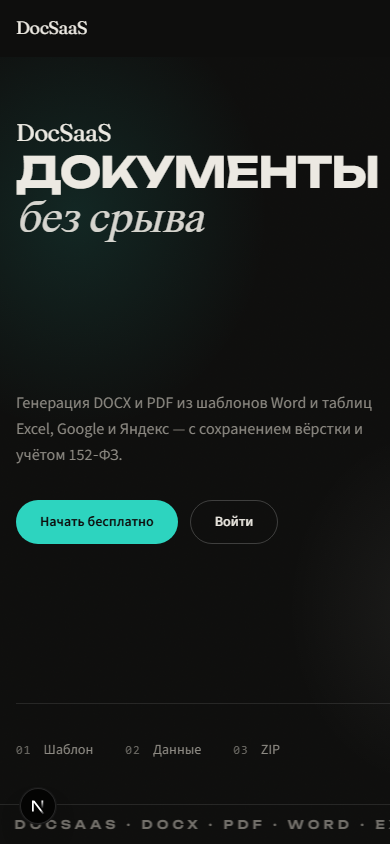 DocSaaS
DocSaaS
ДОКУМЕНТЫ
без срыва
Генерация DOCX и PDF из шаблонов Word и таблиц
Excel, Google и Яндекс — с сохранением вёрстки и
учётом 152-ФЗ.
Начать бесплатно
Войти
01 Шаблон 02 Данные 03 ZIP
N
DOCSAAS · DOCX · PDF · WORD ·